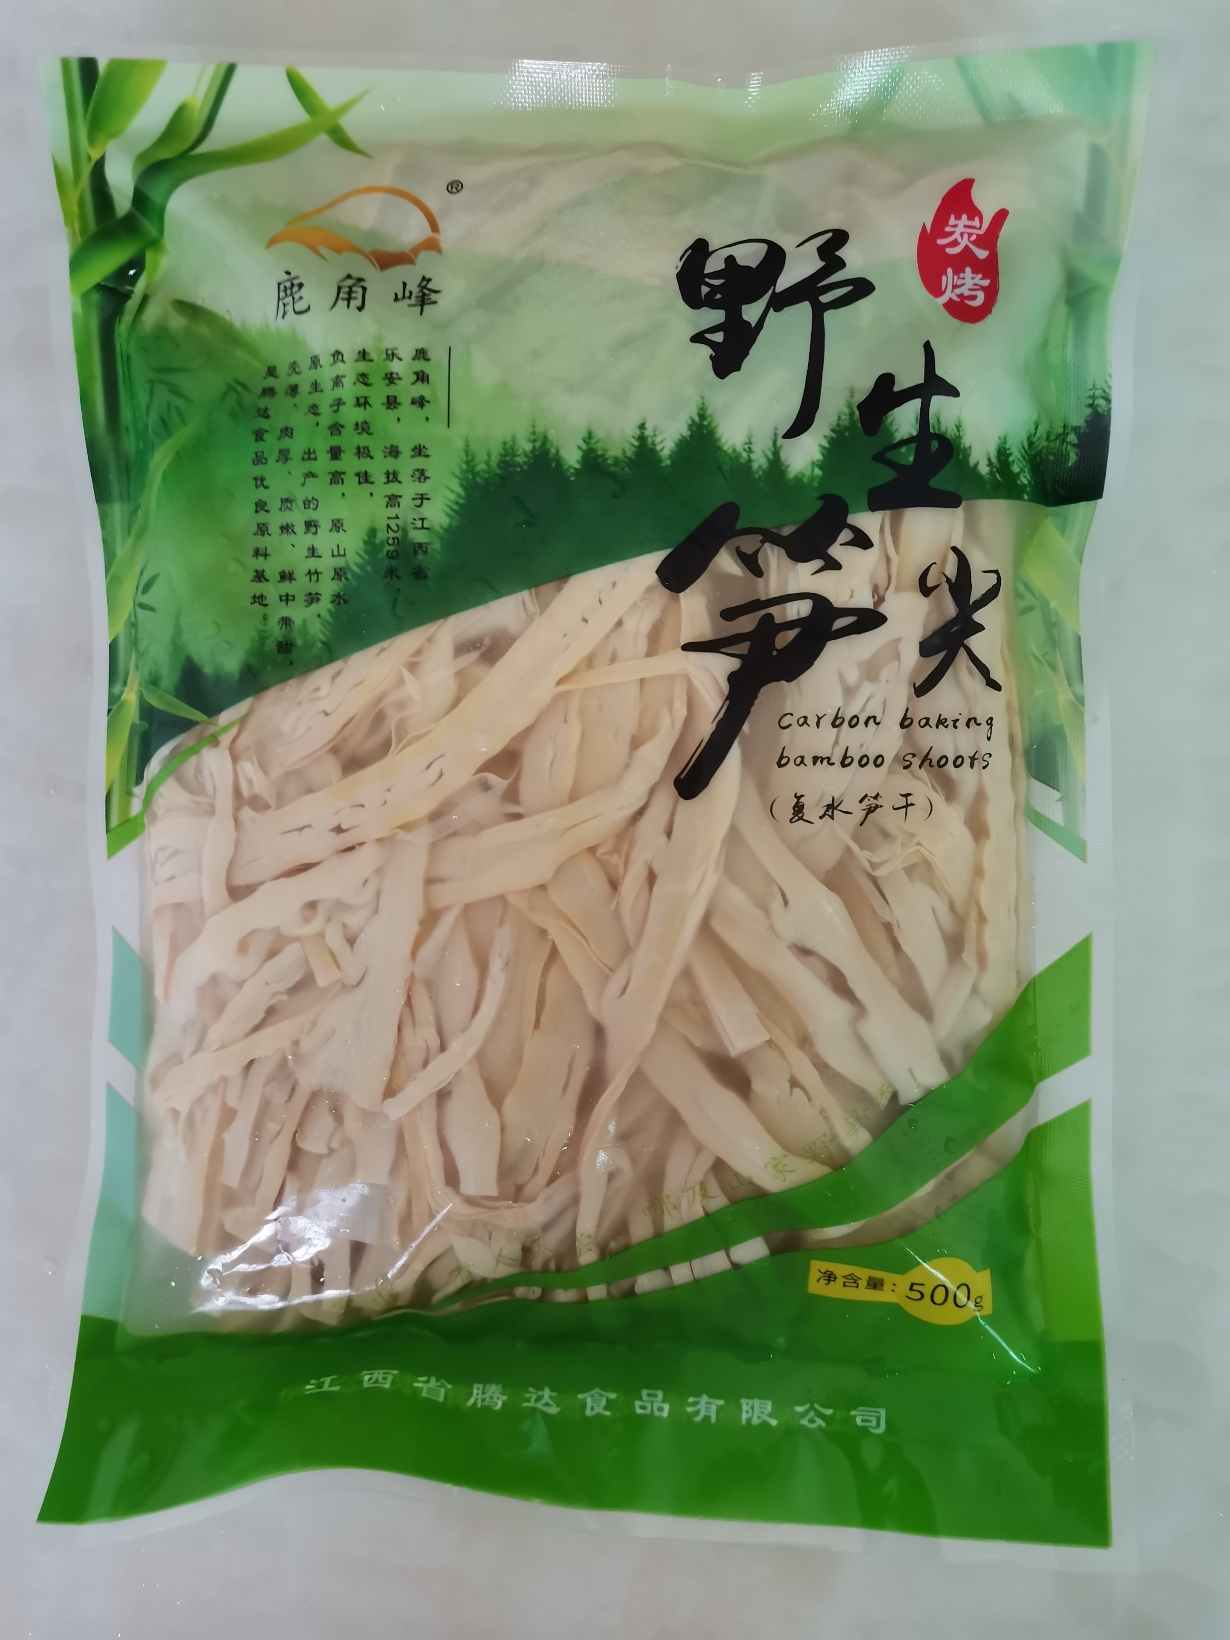 ®
鹿角峰
炭烤
野生笋尖
鹿角峰，坐落于江西省
乐安县，海拔高1259米，
生态环境极佳，
负离子含量高，原山原水
原生态，出产的野生竹笋，
壳薄、肉厚、质嫩、鲜中带甜，
是腾达食品优良原料基地。
Carbon baking
bamboo shoots
(复水笋干)
净含量：500g
江西省腾达食品有限公司